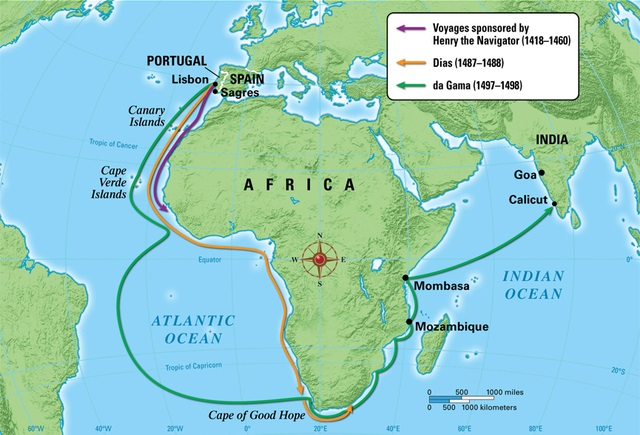 Voyages sponsored by
Henry the Navigator (1418–1460)
Dias (1487–1488)
da Gama (1497–1498)
PORTUGAL
Lisbon
SPAIN
Sagres
Canary
Islands
Tropic of Cancer
Cape
Verde
Islands
AFRICA
INDIA
Goa
Calicut
N
W
E
S
Equator
0°
Mombasa
INDIAN
OCEAN
Mozambique
ATLANTIC
OCEAN
Tropic of Capricorn
20°S
Cape of Good Hope
0 500 1000 miles
0 500 1000 kilometers
60°W
40°W
20°W
0°
20°E
40°E
60°E
80°E
100°E